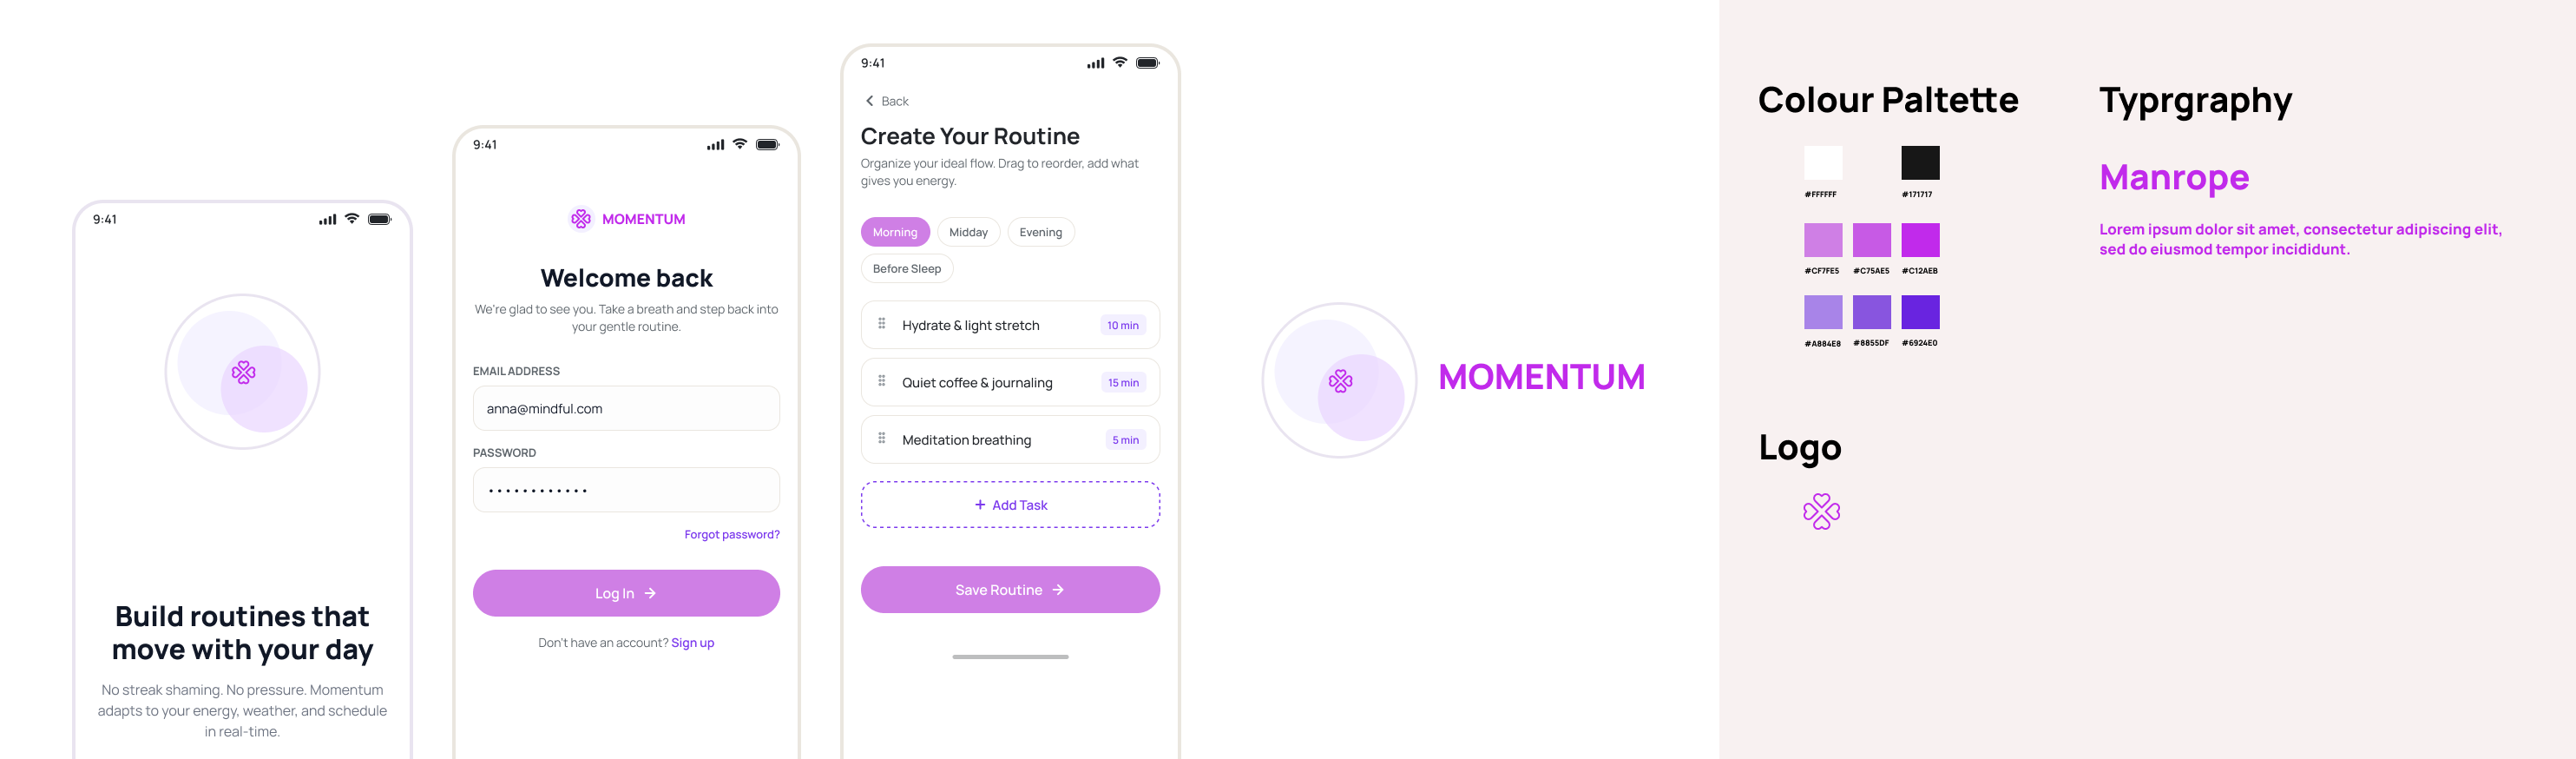 9:41
Build routines that
move with your day
No streak shaming. No pressure. Momentum
adapts to your energy, weather, and schedule
in real-time.
9:41
MOMENTUM
Welcome back
We're glad to see you. Take a breath and step back into
your gentle routine.
EMAIL ADDRESS
anna@mindful.com
PASSWORD
Forgot password?
Log In →
Don't have an account? Sign up
9:41
Back
Create Your Routine
Organize your ideal flow. Drag to reorder, add what
gives you energy.
Morning Midday Evening
Before Sleep
Hydrate & light stretch 10 min
Quiet coffee & journaling 15 min
Meditation breathing 5 min
+ Add Task
Save Routine →
MOMENTUM
Colour Paltette
#FFFFFF #171717
#CF7FE5 #C75AE5 #C12AEB
#A884E8 #8855DF #6924E0
Logo
Typrgraphy
Manrope
Lorem ipsum dolor sit amet, consectetur adipiscing elit,
sed do eiusmod tempor incididunt.